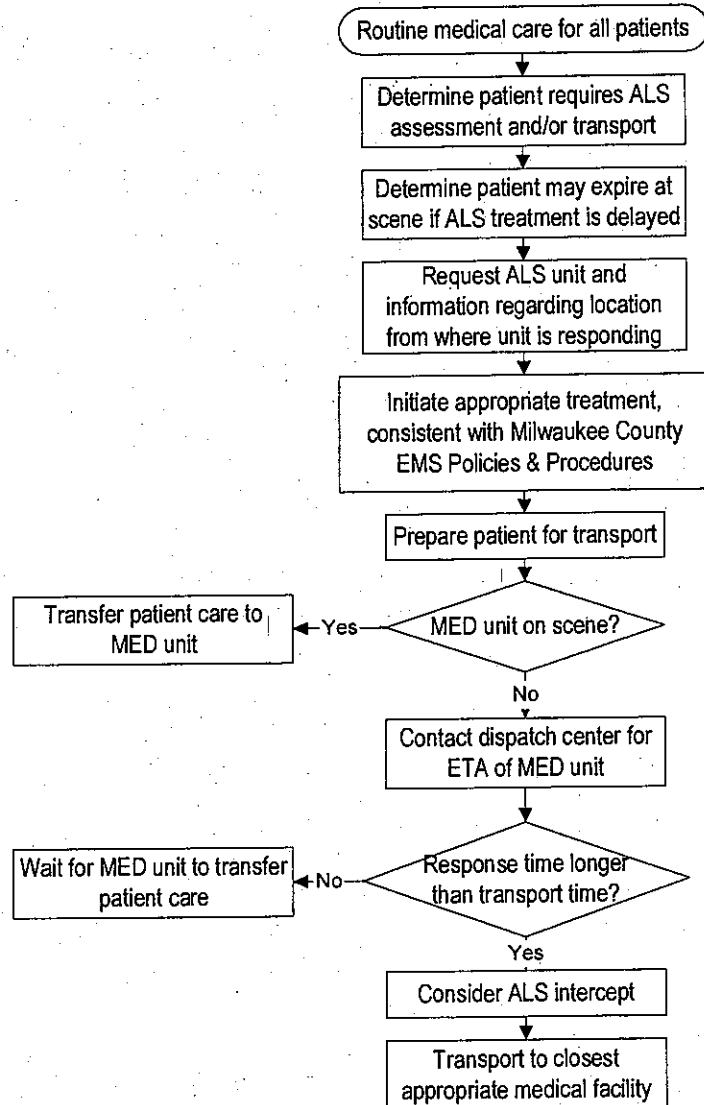 Routine medical care for all patients
Determine patient requires ALS
assessment and/or transport
Determine patient may expire at
scene if ALS treatment is delayed
Request ALS unit and
information regarding location
from where unit is responding
Initiate appropriate treatment,
consistent with Milwaukee County
EMS Policies & Procedures
Prepare patient for transport
MED unit on scene?
Yes
Transfer patient care to
MED unit
No
Contact dispatch center for
ETA of MED unit
Response time longer
than transport time?
No
Wait for MED unit to transfer
patient care
Yes
Consider ALS intercept
Transport to closest
appropriate medical facility